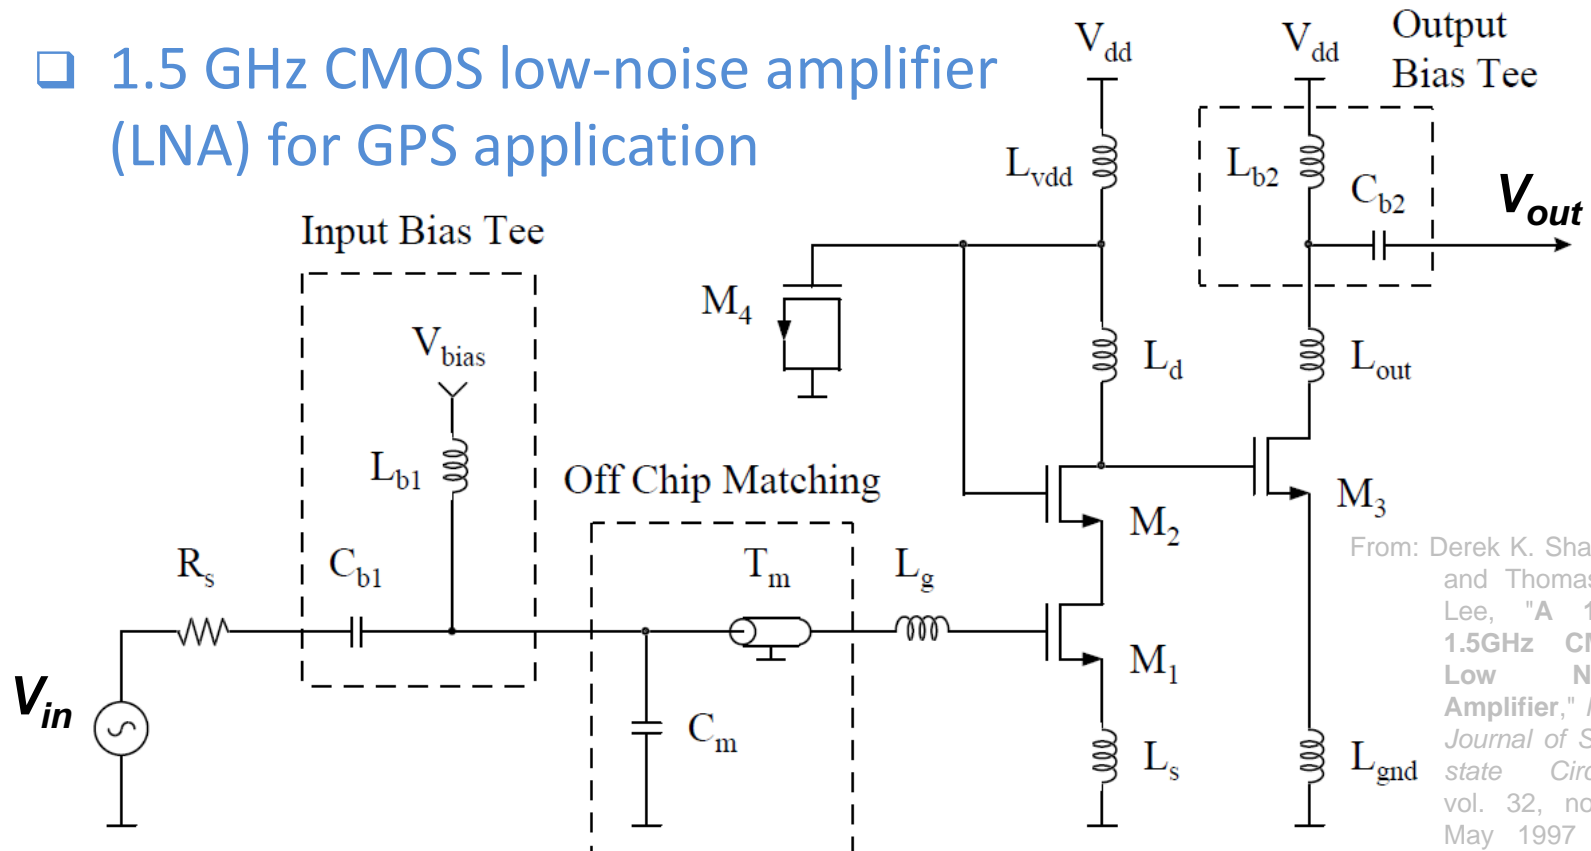 ❑ 1.5 GHz CMOS low-noise amplifier
(LNA) for GPS application
Vdd
Vdd
Output
Bias Tee
Lvdd
Lb2
Cb2
Vout
Input Bias Tee
M4
Vbias
Ld
Lout
Lb1
Off Chip Matching
M2
M3
Rs
Cb1
Tm
Lg
M1
Vin
Cm
Ls
Lgnd
From: Derek K.
and
Lee, "A
1.5GHz
Low
Amplifier,"
Journal of
state
vol. 32,
May 1997